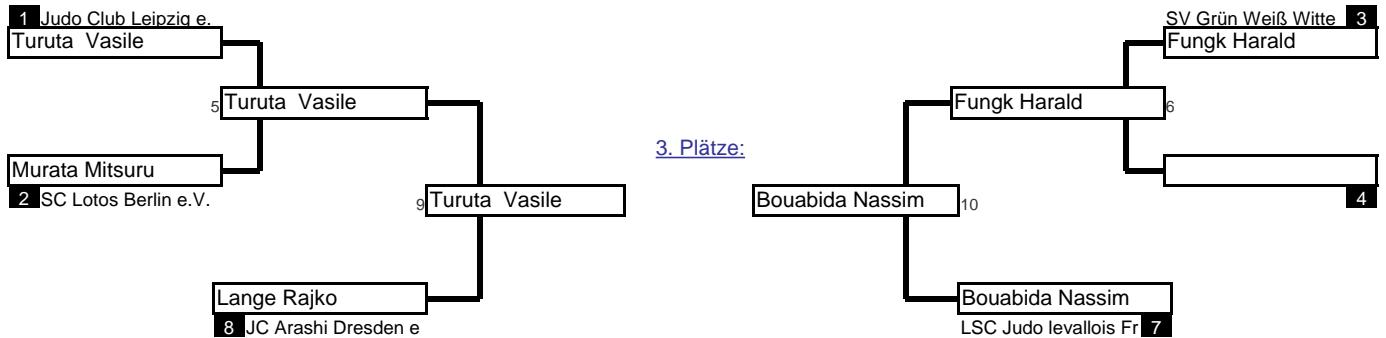 1 Judo Club Leipzig e.
Turuta  Vasile
5 Turuta  Vasile
Murata Mitsuru
2 SC Lotos Berlin e.V.
9 Turuta  Vasile
Lange Rajko
8 JC Arashi Dresden e
3. Plätze:
SV Grün Weiß Witte 3
Fungk Harald
Fungk Harald 6
4
Bouabida Nassim 10
Bouabida Nassim
LSC Judo levallois Fr 7